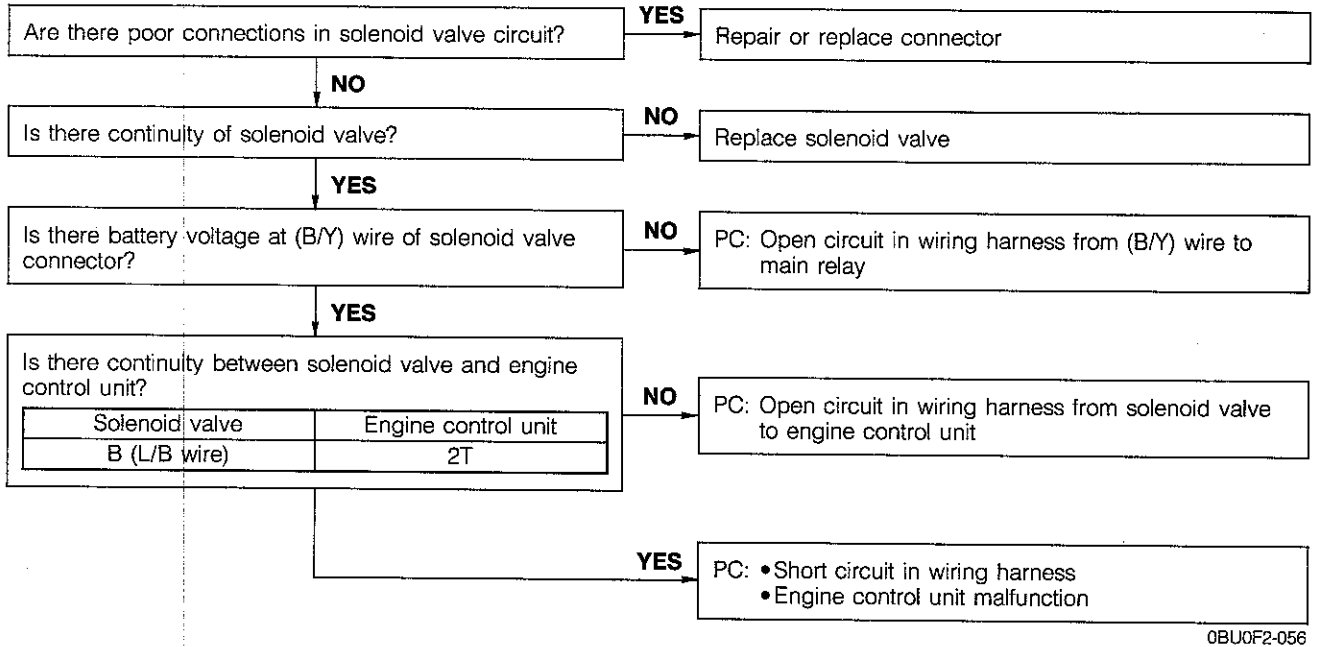 Are there poor connections in solenoid valve circuit?
YES
Repair or replace connector
NO
Is there continuity of solenoid valve?
NO
Replace solenoid valve
YES
Is there battery voltage at (B/Y) wire of solenoid valve
connector?
NO
PC: Open circuit in wiring harness from (B/Y) wire to
main relay
YES
Is there continuity between solenoid valve and engine
control unit?
Solenoid valve Engine control unit
B (L/B wire) 2T
NO
PC: Open circuit in wiring harness from solenoid valve
to engine control unit
YES
PC: •Short circuit in wiring harness
•Engine control unit malfunction
0BU0F2-056